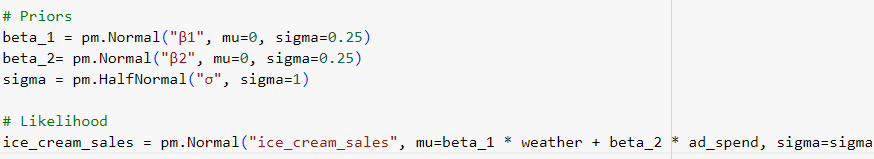 # Priors
beta_1 = pm.Normal("β1", mu=0, sigma=0.25)
beta_2= pm.Normal("β2", mu=0, sigma=0.25)
sigma = pm.HalfNormal("σ", sigma=1)
# Likelihood
ice_cream_sales = pm.Normal("ice_cream_sales", mu=beta_1 * weather + beta_2 * ad_spend, sigma=sigma